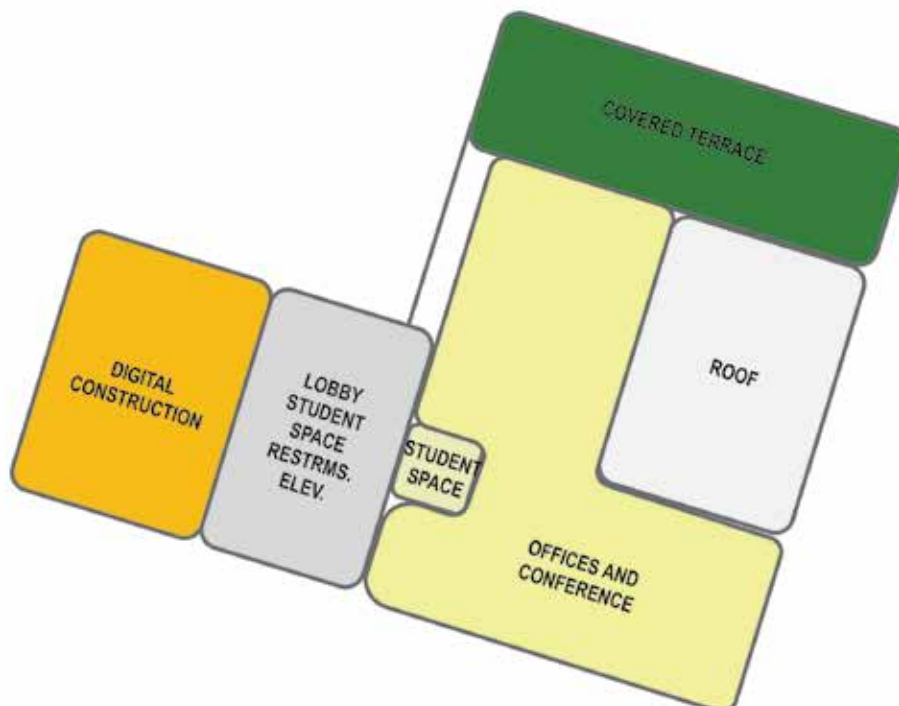 COVERED TERRACE
ROOF
DIGITAL
CONSTRUCTION
LOBBY
STUDENT
SPACE
RESTRMS.
ELEV.
STUDENT
SPACE
OFFICES AND
CONFERENCE